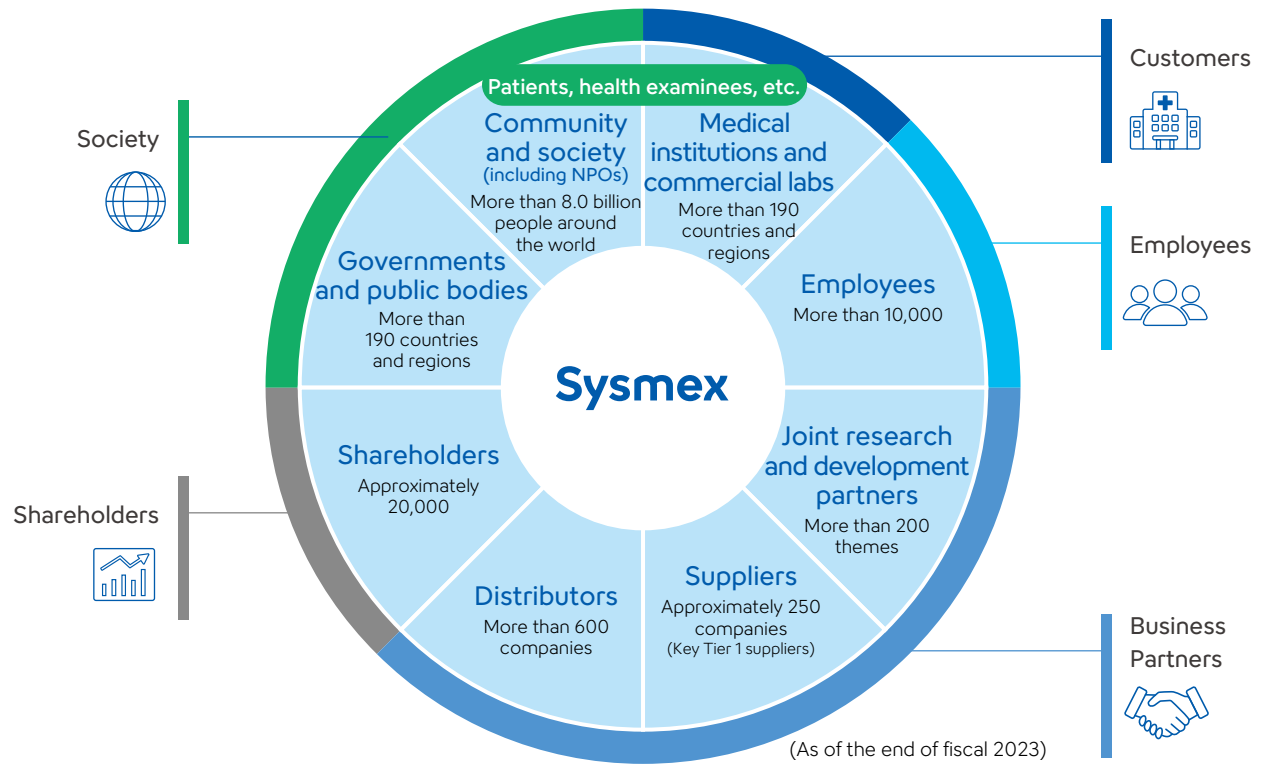 Patients, health examinees, etc.
Community
and society
(including NPOs)
More than 8.0 billion
people around
the world
Medical
institutions and
commercial labs
More than 190
countries and
regions
Customers
Society
Governments
and public bodies
More than
190 countries
and regions
Employees
More than 10,000
Employees
Sysmex
Shareholders
Approximately
20,000
Joint research
and development
partners
More than 200
themes
Shareholders
Distributors
More than 600
companies
Suppliers
Approximately 250
companies
(Key Tier 1 suppliers)
Business
Partners
(As of the end of fiscal 2023)